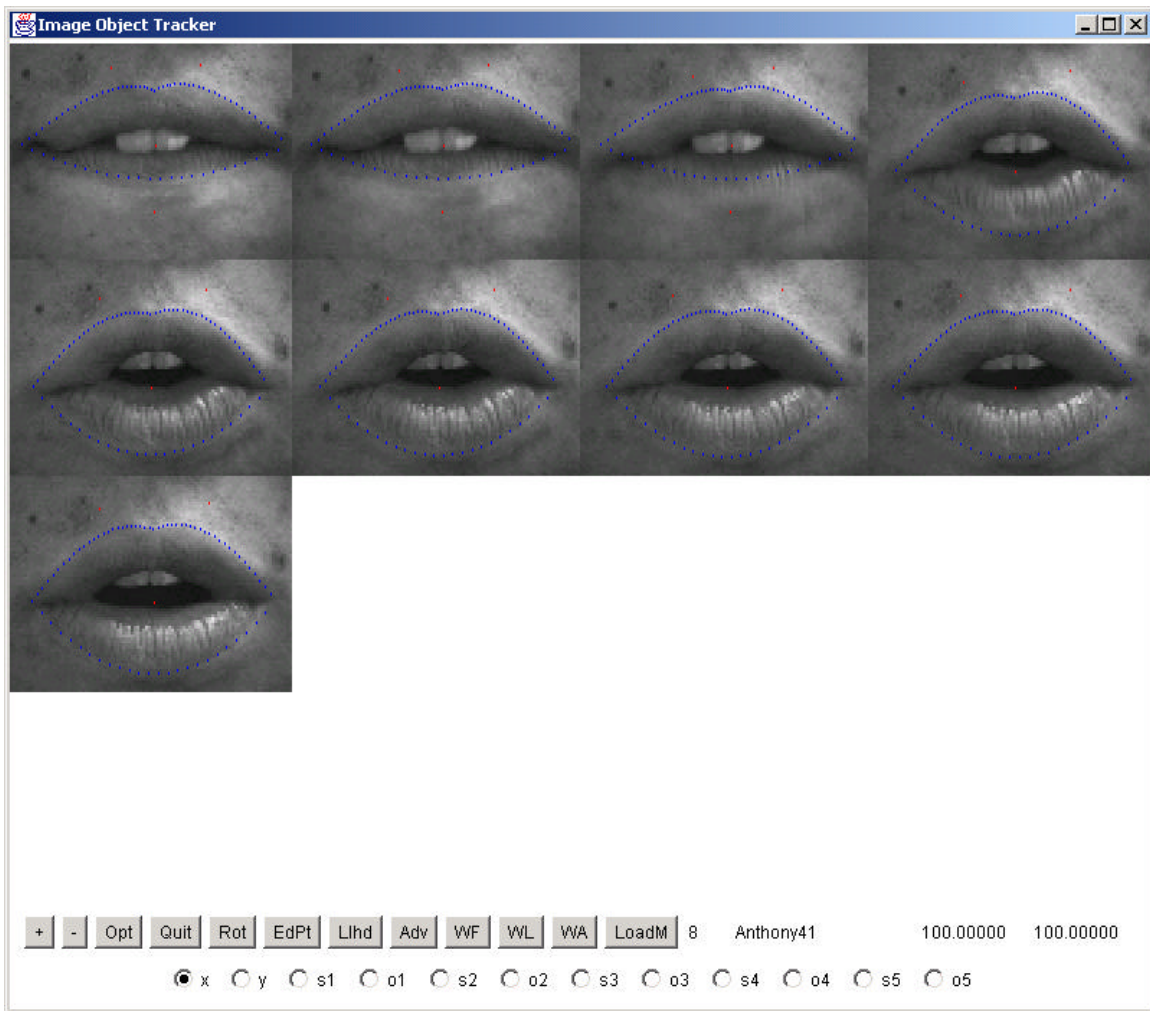 Image Object Tracker
+ - Opt Quit Rot EdPt Llhd Adv WF WL WA LoadM 8 Anthony41 100.00000 100.00000
x y s1 o1 s2 o2 s3 o3 s4 o4 s5 o5